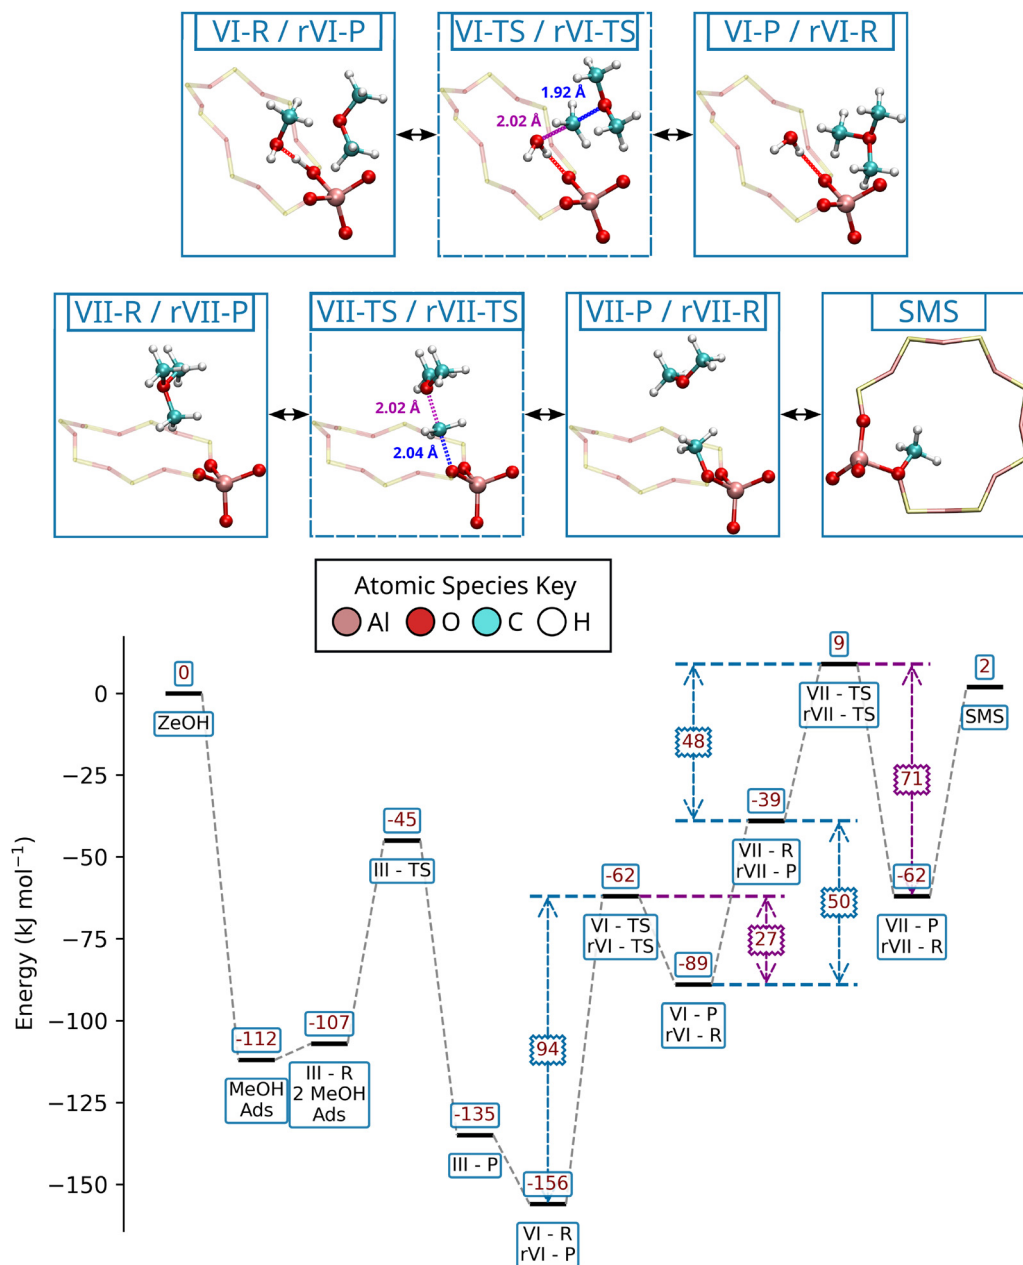 VI-R / rVI-P
VI-TS / rVI-TS
VI-P / rVI-R
1.92 Å
2.02 Å
VII-R / rVII-P
VII-TS / rVII-TS
VII-P / rVII-R
SMS
2.02 Å
2.04 Å
Atomic Species Key
Al O C H
Energy (kJ mol⁻¹)
0
−25
−50
−75
−100
−125
−150
0
ZeOH
-112
MeOH
Ads
-107
III - R
2 MeOH
Ads
-45
III - TS
-135
III - P
-156
VI - R
rVI - P
94
-62
VI - TS
rVI - TS
27
-89
VI - P
rVI - R
50
-39
VII - R
rVII - P
48
9
VII - TS
rVII - TS
71
-62
VII - P
rVII - R
2
SMS